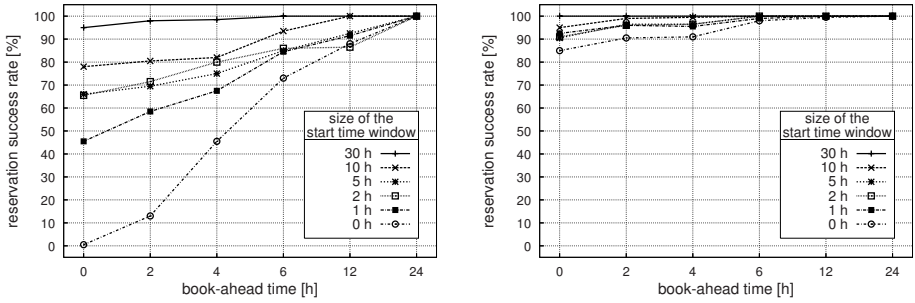 reservation success rate [%]
100
90
80
70
60
50
40
30
20
10
0
size of the
start time window
30 h
10 h
5 h
2 h
1 h
0 h
0 2 4 6 12 24
book-ahead time [h]
reservation success rate [%]
100
90
80
70
60
50
40
30
20
10
0
size of the
start time window
30 h
10 h
5 h
2 h
1 h
0 h
0 2 4 6 12 24
book-ahead time [h]